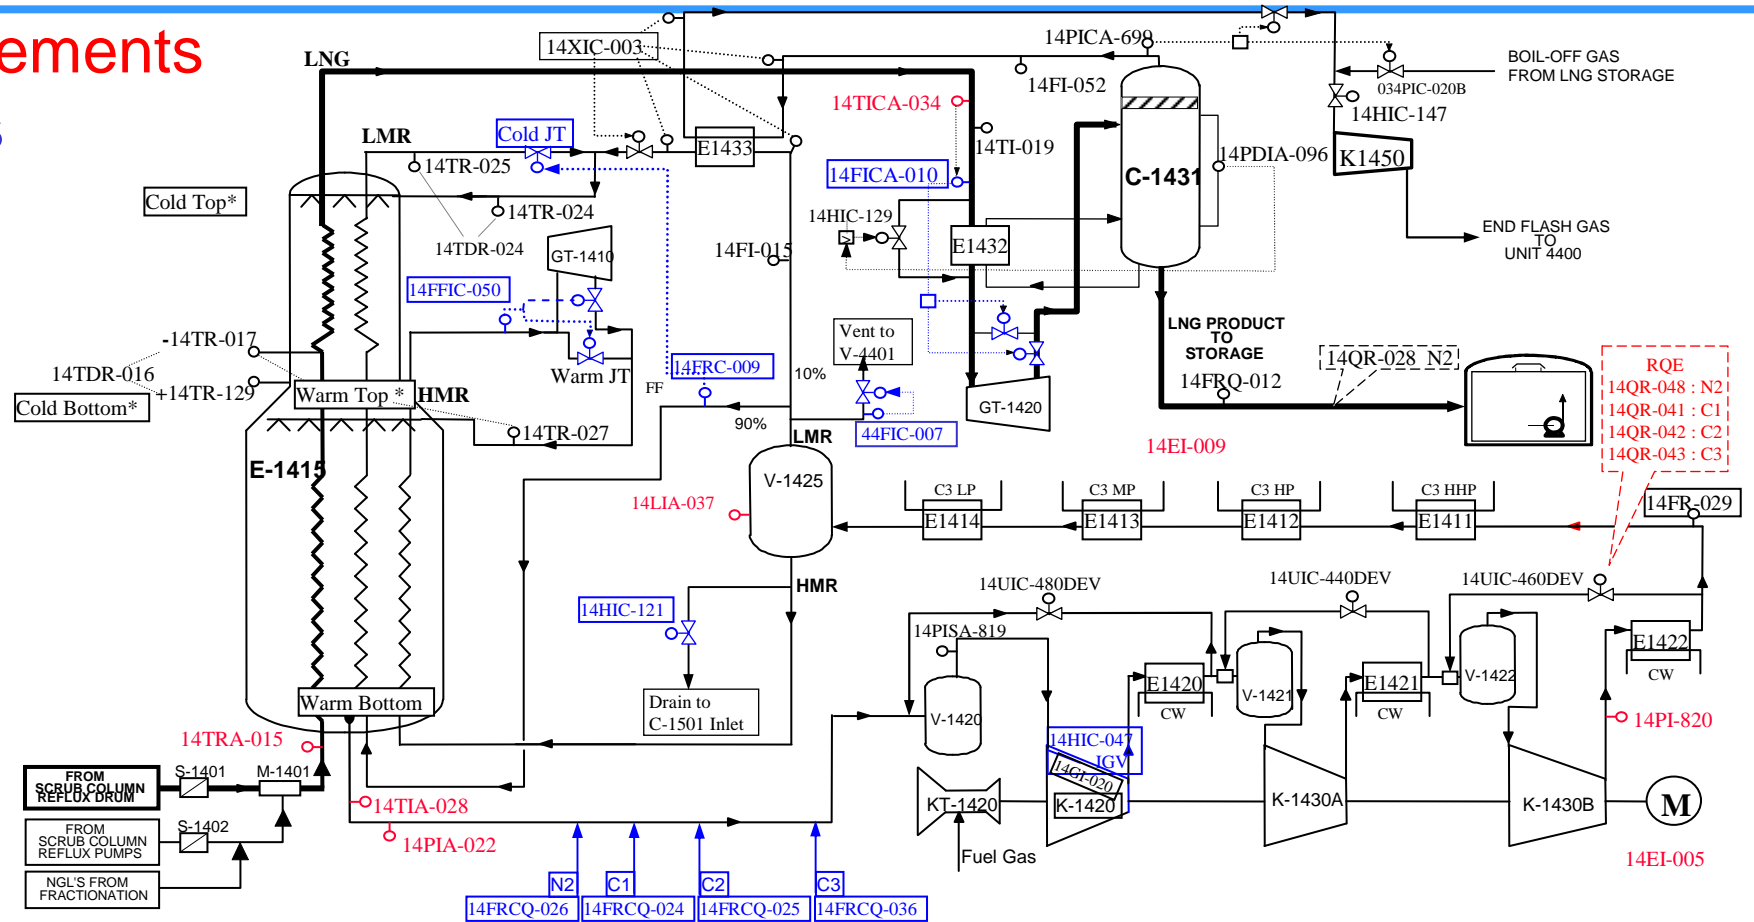 ements
LNG
14XIC-003
14PICA-699
BOIL-OFF GAS
FROM LNG STORAGE
034PIC-020B
14FI-052
14TICA-034
14HIC-147
LMR
Cold JT
E1433
14TI-019
14PDIA-096
K1450
14TR-025
14FICA-010
C-1431
Cold Top*
14TR-024
14HIC-129
14TDR-024
GT-1410
14FI-015
E1432
END FLASH GAS
TO
UNIT 4400
14FFIC-050
Vent to
V-4401
LNG PRODUCT
TO
STORAGE
14QR-028 N2
RQE
14QR-048 : N2
14QR-041 : C1
14QR-042 : C2
14QR-043 : C3
-14TR-017
14TDR-016
+14TR-129
Warm JT
14FRC-009
10%
14FRQ-012
FF
Cold Bottom*
Warm Top *
HMR
GT-1420
90%
14TR-027
LMR
44FIC-007
14EI-009
E-1415
V-1425
14LIA-037
C3 LP
C3 MP
C3 HP
C3 HHP
14FR-029
E1414
E1413
E1412
E1411
HMR
14UIC-480DEV
14UIC-440DEV
14UIC-460DEV
14HIC-121
14PISA-819
E1422
CW
Drain to
C-1501 Inlet
E1420
CW
V-1421
E1421
CW
V-1422
V-1420
Warm Bottom
14PI-820
14TRA-015
14HIC-047
IGV
14GI-020
FROM
SCRUB COLUMN
REFLUX DRUM
S-1401
M-1401
14TIA-028
KT-1420
K-1420
K-1430A
K-1430B
M
FROM
SCRUB COLUMN
REFLUX PUMPS
S-1402
14PIA-022
Fuel Gas
14EI-005
NGL'S FROM
FRACTIONATION
N2
C1
C2
C3
14FRCQ-026
14FRCQ-024
14FRCQ-025
14FRCQ-036